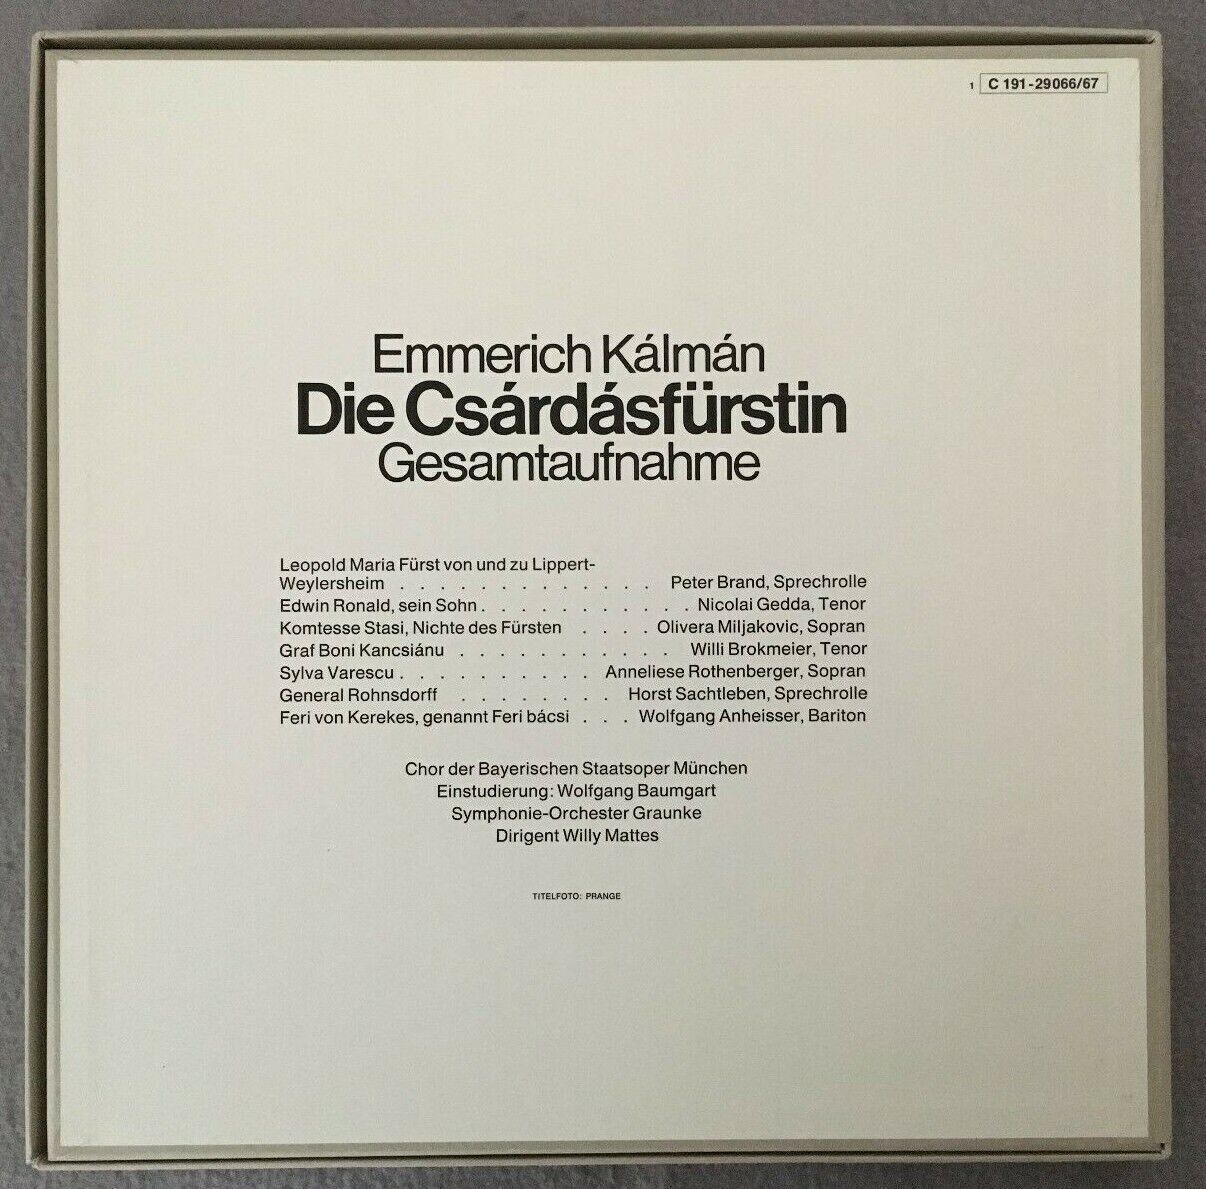 1 C 191-29066/67
Emmerich Kálmán
Die Csárdásfürstin
Gesamtaufnahme
Leopold Maria Fürst von und zu Lippert-
Weylersheim . . . . . . . . . . . . . Peter Brand, Sprechrolle
Edwin Ronald, sein Sohn . . . . . . . . . . . Nicolai Gedda, Tenor
Komtesse Stasi, Nichte des Fürsten . . . . Olivera Miljakovic, Sopran
Graf Boni Kancsiánu . . . . . . . . . . . Willi Brokmeier, Tenor
Sylva Varescu . . . . . . . . . . Anneliese Rothenberger, Sopran
General Rohnsdorff . . . . . . . . Horst Sachtleben, Sprechrolle
Feri von Kerekes, genannt Feri bácsi . . . Wolfgang Anheisser, Bariton
Chor der Bayerischen Staatsoper München
Einstudierung: Wolfgang Baumgart
Symphonie-Orchester Graunke
Dirigent Willy Mattes
TITELFOTO: PRANGE